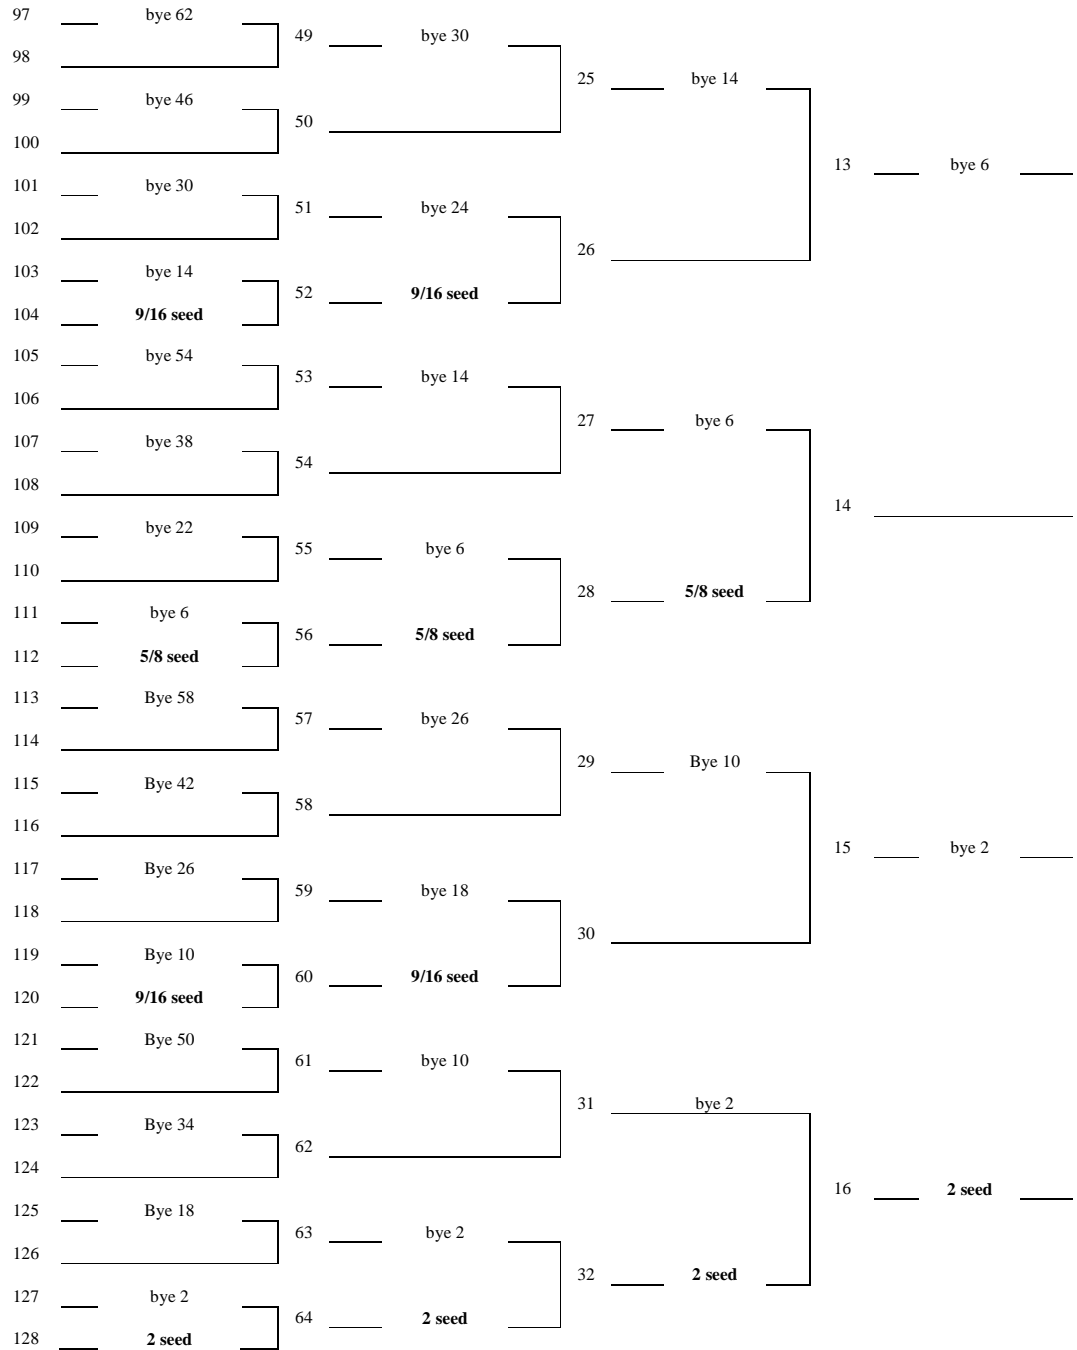 97 bye 62
49 bye 30
98
25 bye 14
99 bye 46
50
100
13 bye 6
101 bye 30
51 bye 24
102
26
103 bye 14
52 9/16 seed
104 9/16 seed
105 bye 54
53 bye 14
106
27 bye 6
107 bye 38
54
108
14
109 bye 22
55 bye 6
110
28 5/8 seed
111 bye 6
56 5/8 seed
112 5/8 seed
113 Bye 58
57 bye 26
114
29 Bye 10
115 Bye 42
58
116
15 bye 2
117 Bye 26
59 bye 18
118
30
119 Bye 10
60 9/16 seed
120 9/16 seed
121 Bye 50
61 bye 10
122
31 bye 2
123 Bye 34
62
124
16 2 seed
125 Bye 18
63 bye 2
126
32 2 seed
127 bye 2
64 2 seed
128 2 seed